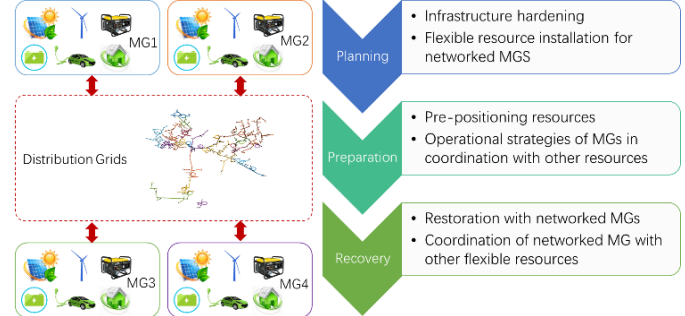 MG1
MG2
Distribution Grids
MG3
MG4
Planning
• Infrastructure hardening
• Flexible resource installation for
networked MGS
Preparation
• Pre-positioning resources
• Operational strategies of MGs in
coordination with other resources
Recovery
• Restoration with networked MGs
• Coordination of networked MG with
other flexible resources